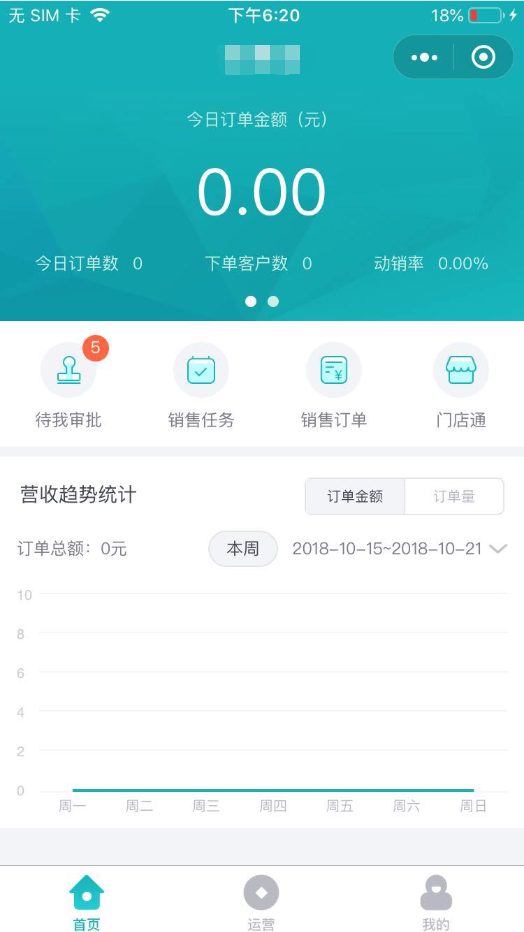 无 SIM 卡 下午6:20 18%
今日订单金额（元）
0.00
今日订单数 0 下单客户数 0 动销率 0.00%
5
待我审批 销售任务 销售订单 门店通
营收趋势统计 订单金额 订单量
订单总额：0元 本周 2018-10-15~2018-10-21
10
8
6
4
2
0
周一 周二 周三 周四 周五 周六 周日
首页 运营 我的